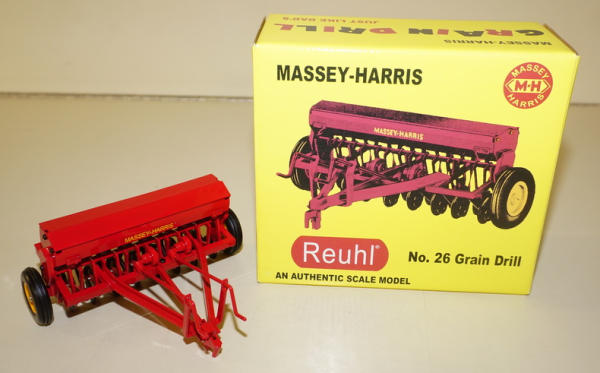 MASSEY-HARRIS
GRAIN DRILL
JUST LIKE DAD'S
MASSEY-HARRIS
MASSEY
M-H
HARRIS
MASSEY-HARRIS
Reuhl®
No. 26 Grain Drill
AN AUTHENTIC SCALE MODEL
MASSEY-HARRIS